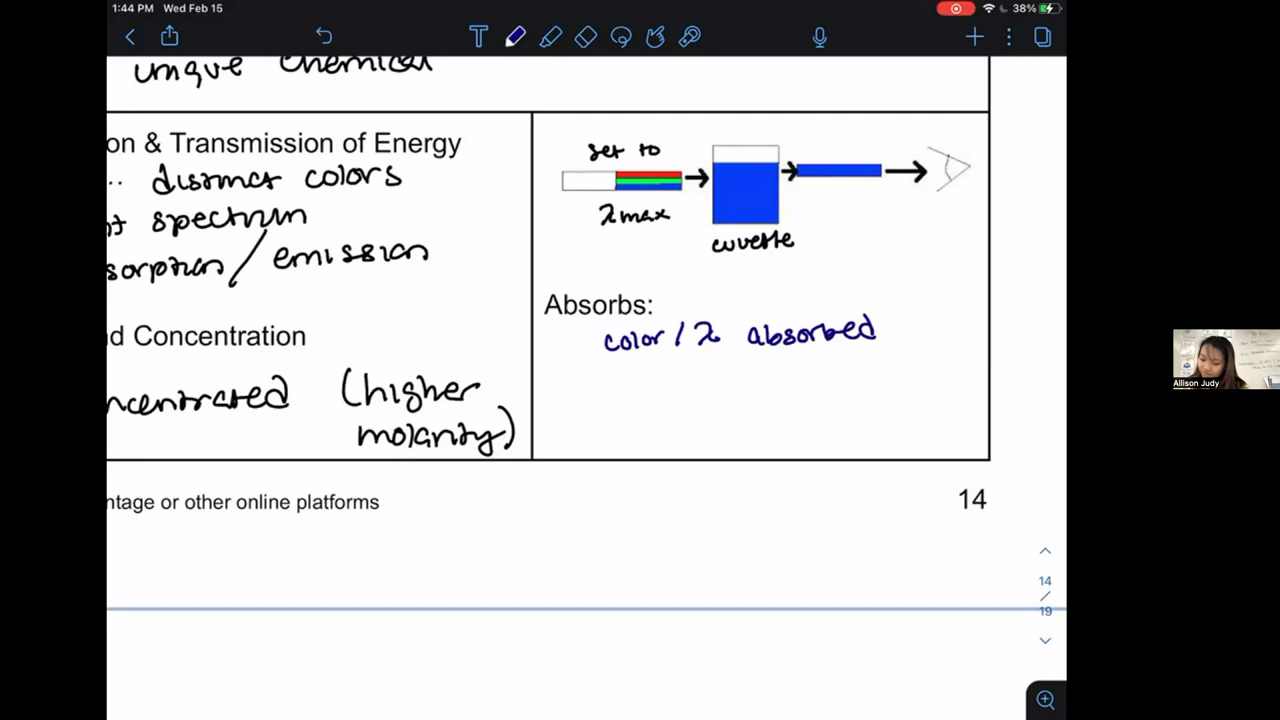 1:44 PM Wed Feb 15
38%
T
unique chemical
on & Transmission of Energy
.. distinct colors
spectrum
sorption / emission
nd Concentration
ncentrated (higher
molarity)
set to
λmax
cuvette
Absorbs:
color / λ absorbed
ntage or other online platforms
14
14
/
19
Allison Judy